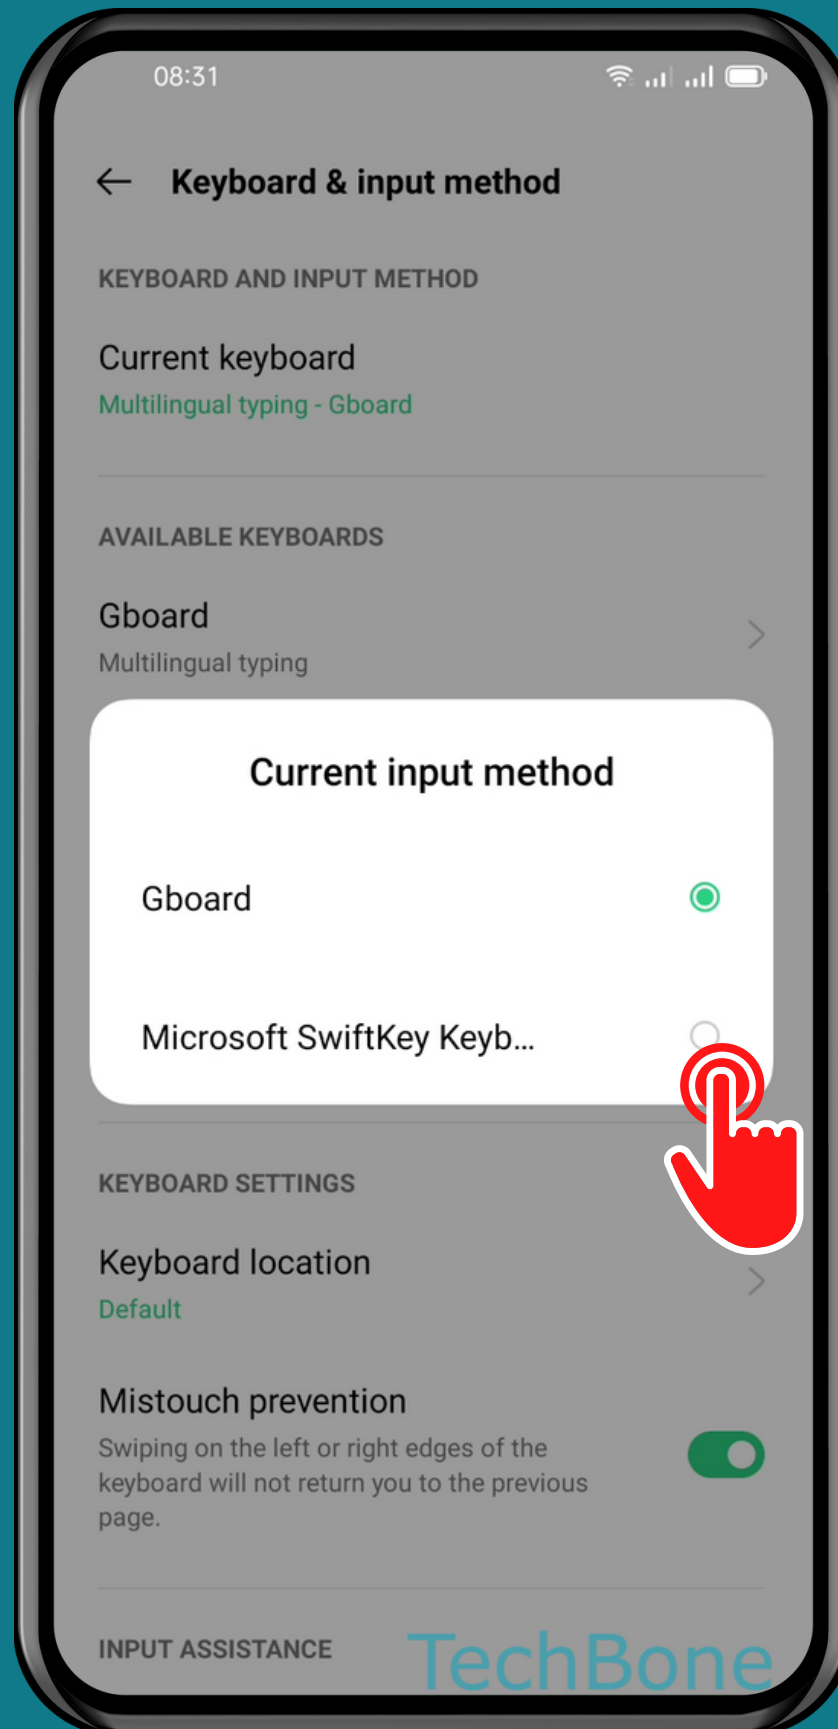 08:31
Keyboard & input method
KEYBOARD AND INPUT METHOD
Current keyboard
Multilingual typing - Gboard
AVAILABLE KEYBOARDS
Gboard
Multilingual typing
Current input method
Gboard
Microsoft SwiftKey Keyb...
KEYBOARD SETTINGS
Keyboard location
Default
Mistouch prevention
Swiping on the left or right edges of the
keyboard will not return you to the previous
page.
INPUT ASSISTANCE
TechBone